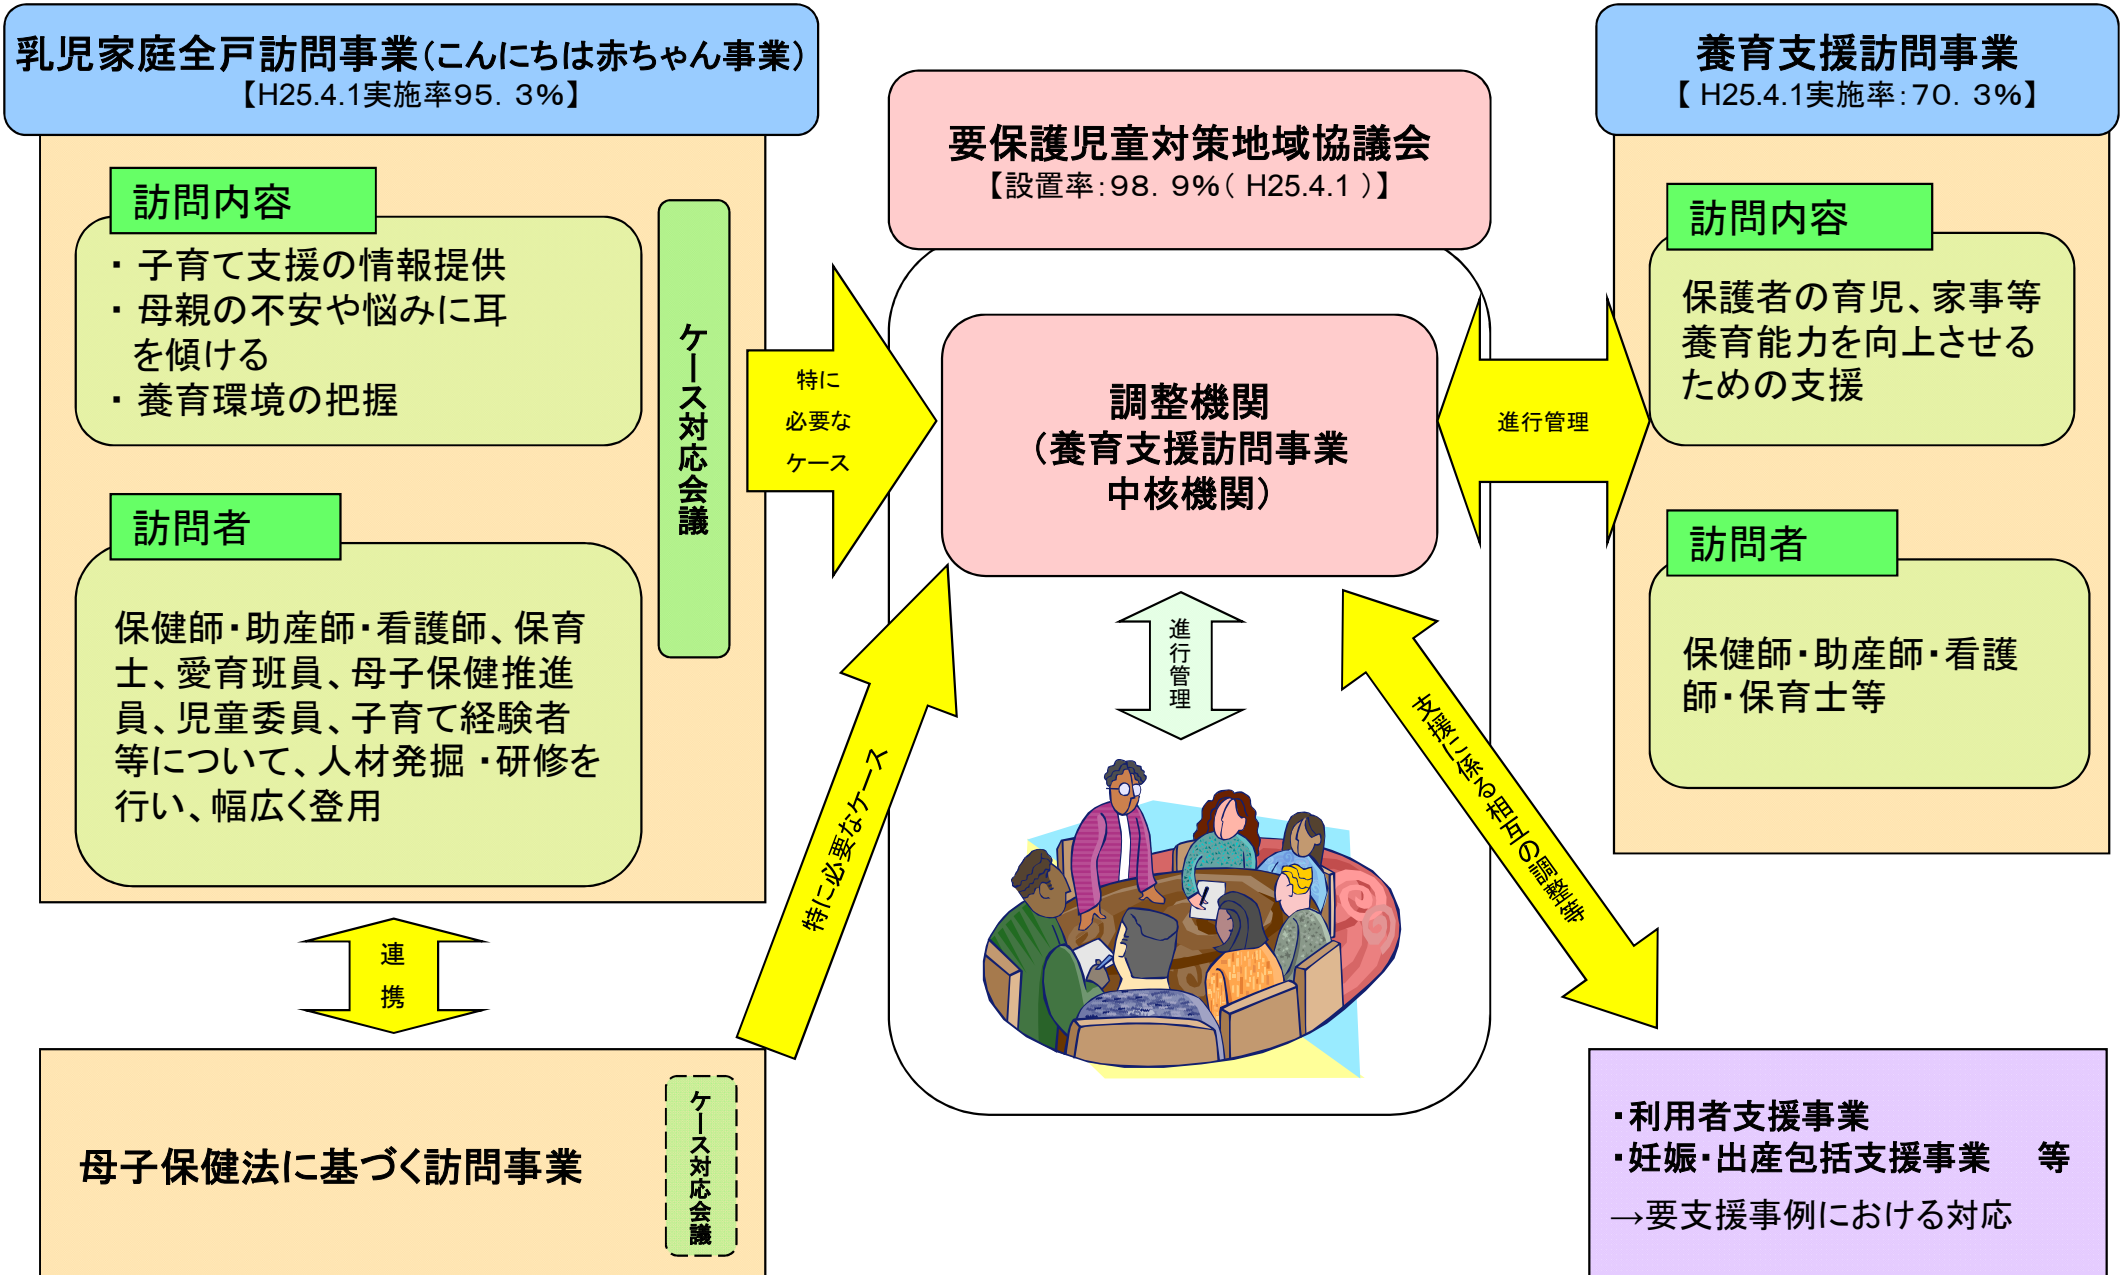 乳児家庭全戸訪問事業（こんにちは赤ちゃん事業）
【H25.4.1実施率９５．３％】
訪問内容
・ 子育て支援の情報提供
・ 母親の不安や悩みに耳
を傾ける
・ 養育環境の把握
訪問者
保健師・助産師・看護師、保育
士、愛育班員、母子保健推進
員、児童委員、子育て経験者
等について、人材発掘 ・研修を
行い、幅広く登用
ケース対応会議
特に
必要な
ケース
連
携
母子保健法に基づく訪問事業
ケース対応会議
特に必要なケース
要保護児童対策地域協議会
【設置率：９８．９％（ H25.4.1 ）】
調整機関
（養育支援訪問事業
中核機関）
進行管理
進行管理
支援に係る相互の調整等
養育支援訪問事業
【 H25.4.1実施率：７０．３％】
訪問内容
保護者の育児、家事等
養育能力を向上させる
ための支援
訪問者
保健師・助産師・看護
師・保育士等
・利用者支援事業
・妊娠・出産包括支援事業　等
→要支援事例における対応